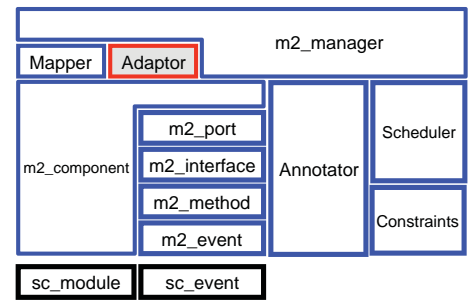 m2_manager
Mapper
Adaptor
m2_component
m2_port
m2_interface
m2_method
m2_event
Annotator
Scheduler
Constraints
sc_module
sc_event